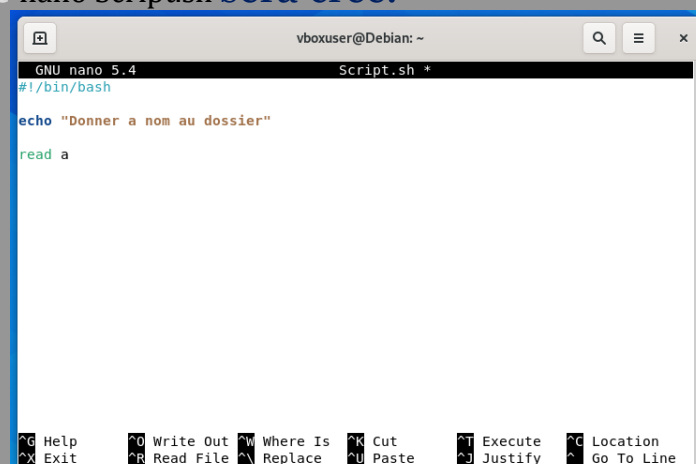 vboxuser@Debian: ~
GNU nano 5.4 Script.sh *
#!/bin/bash
echo "Donner a nom au dossier"
read a
^G Help ^O Write Out ^W Where Is ^K Cut ^T Execute ^C Location
^X Exit ^R Read File ^\ Replace ^U Paste ^J Justify ^_ Go To Line